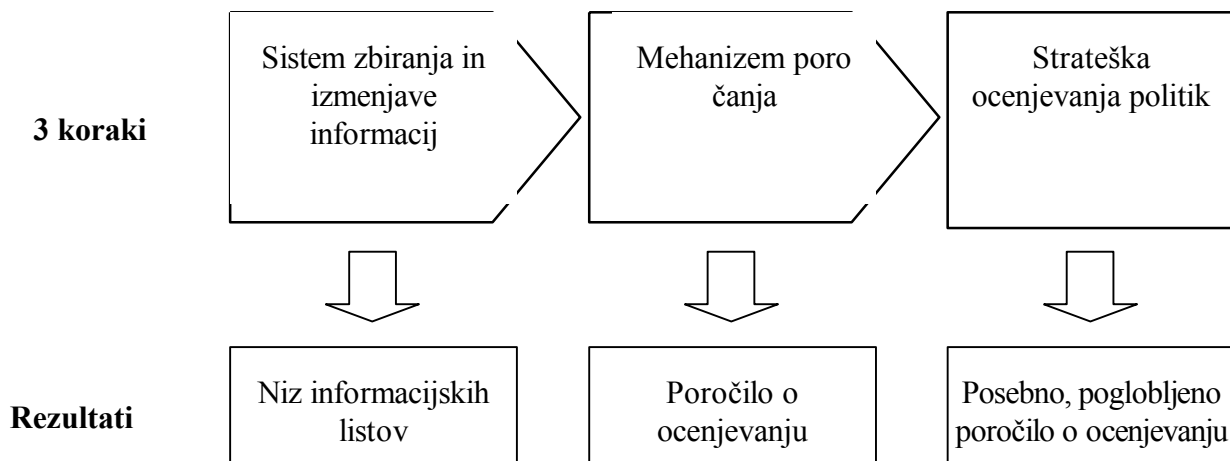 Sistem zbiranja in
izmenjave
informacij
Mehanizem poro
čanja
Strateška
ocenjevanja politik
3 koraki
Niz informacijskih
listov
Poročilo o
ocenjevanju
Posebno, poglobljeno
poročilo o ocenjevanju
Rezultati